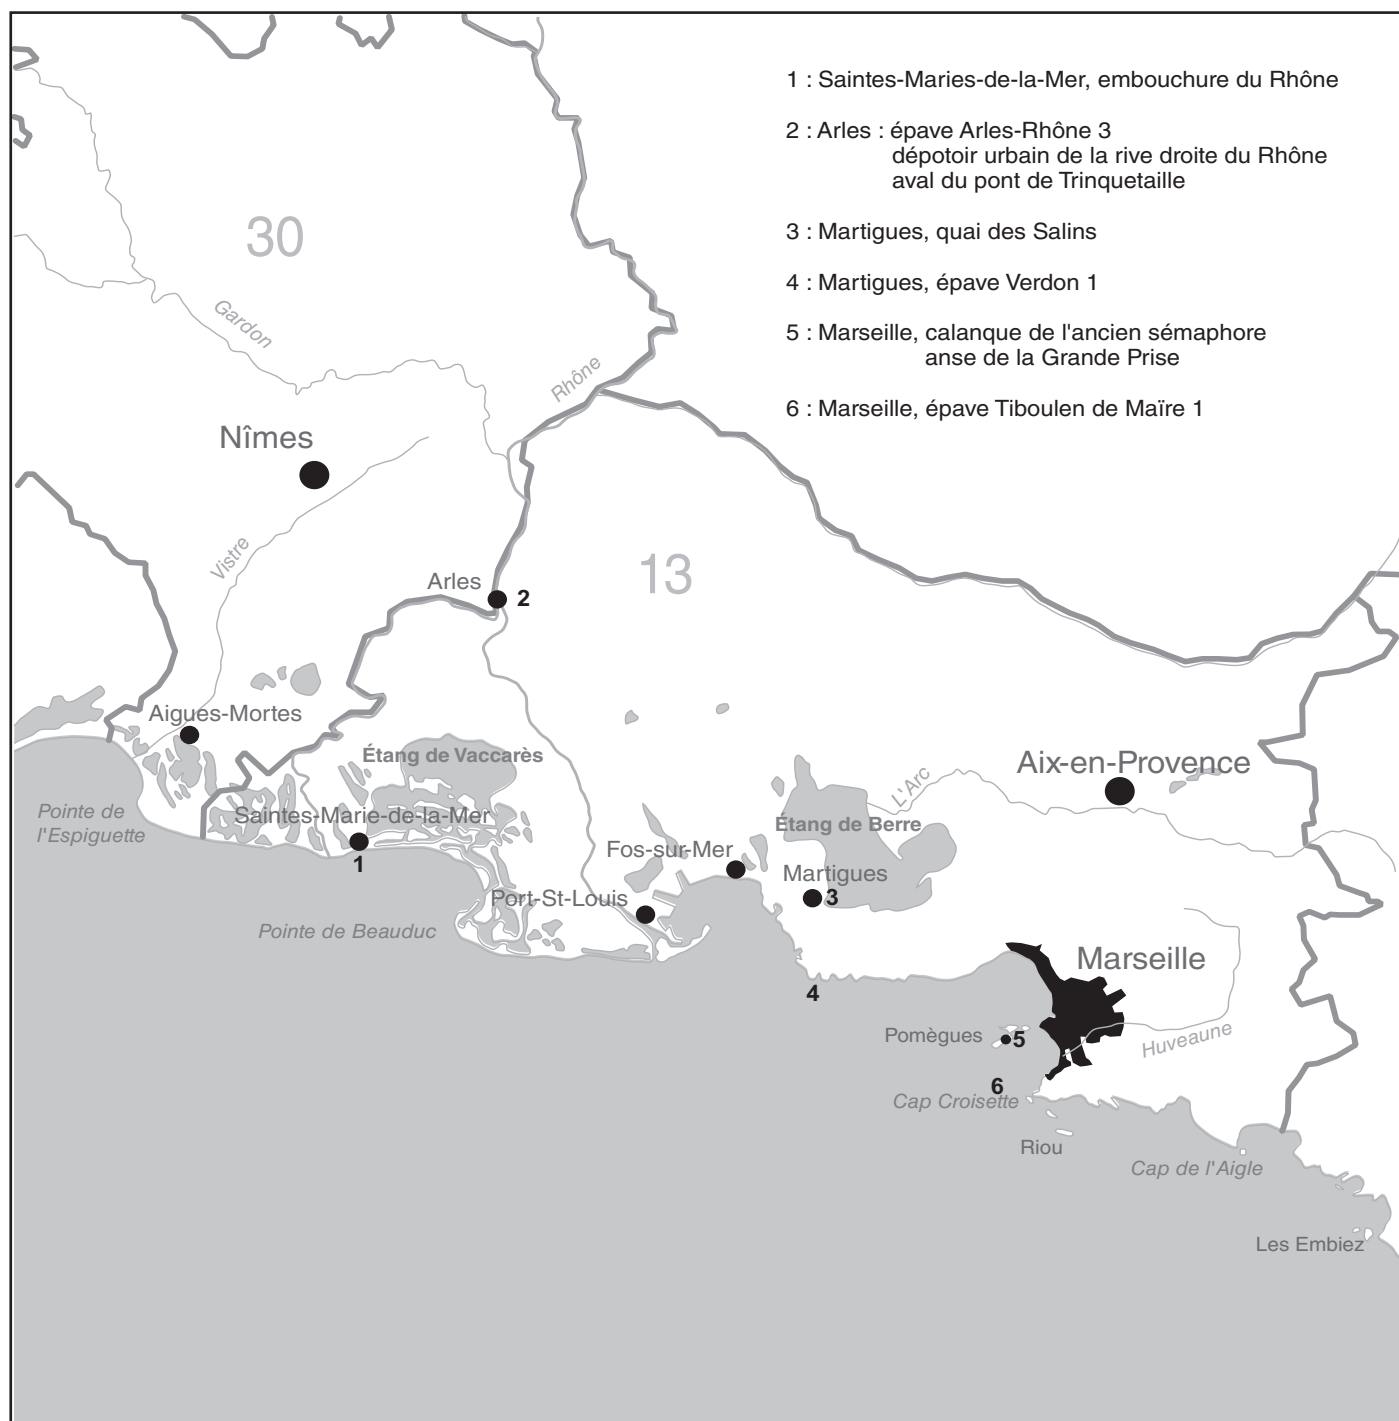 1 : Saintes-Maries-de-la-Mer, embouchure du Rhône
2 : Arles : épave Arles-Rhône 3
dépotoir urbain de la rive droite du Rhône
aval du pont de Trinquetaille
3 : Martigues, quai des Salins
4 : Martigues, épave Verdon 1
5 : Marseille, calanque de l'ancien sémaphore
anse de la Grande Prise
6 : Marseille, épave Tiboulen de Maïre 1
30
Gardon
Rhône
Nîmes
Vistre
13
Arles
2
Aigues-Mortes
Étang de Vaccarès
Aix-en-Provence
L'Arc
Pointe de
l'Espiguette
Saintes-Marie-de-la-Mer
1
Étang de Berre
Fos-sur-Mer
Martigues
3
Port-St-Louis
Pointe de Beauduc
Marseille
4
Pomègues
5
Huveaune
6
Cap Croisette
Riou
Cap de l'Aigle
Les Embiez